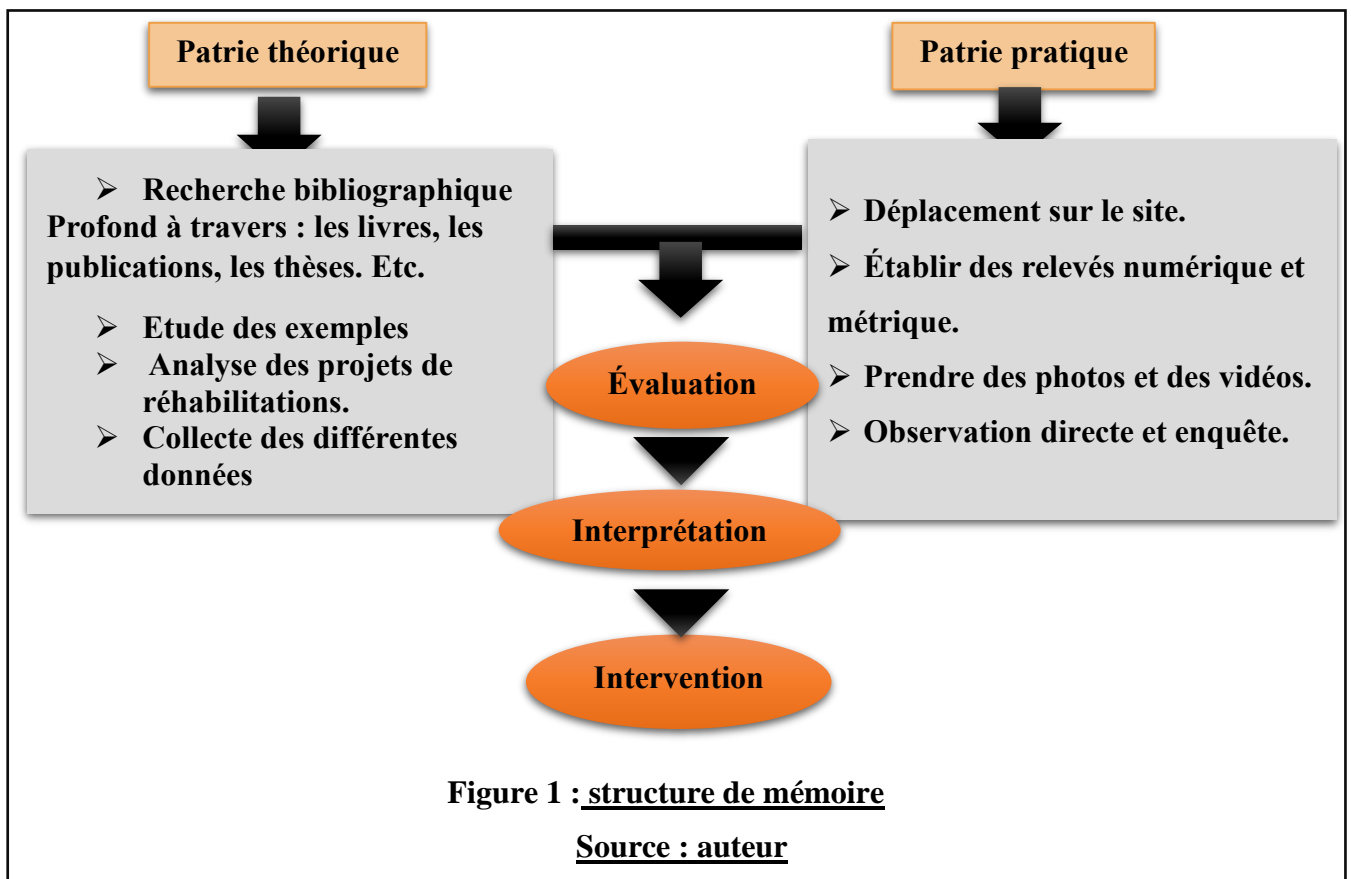 Patrie théorique
Patrie pratique
➢ Recherche bibliographique
Profond à travers : les livres, les
publications, les thèses. Etc.
➢ Etude des exemples
➢ Analyse des projets de
réhabilitations.
➢ Collecte des différentes
données
➢ Déplacement sur le site.
➢ Établir des relevés numérique et
métrique.
➢ Prendre des photos et des vidéos.
➢ Observation directe et enquête.
Évaluation
Interprétation
Intervention
Figure 1 : structure de mémoire
Source : auteur